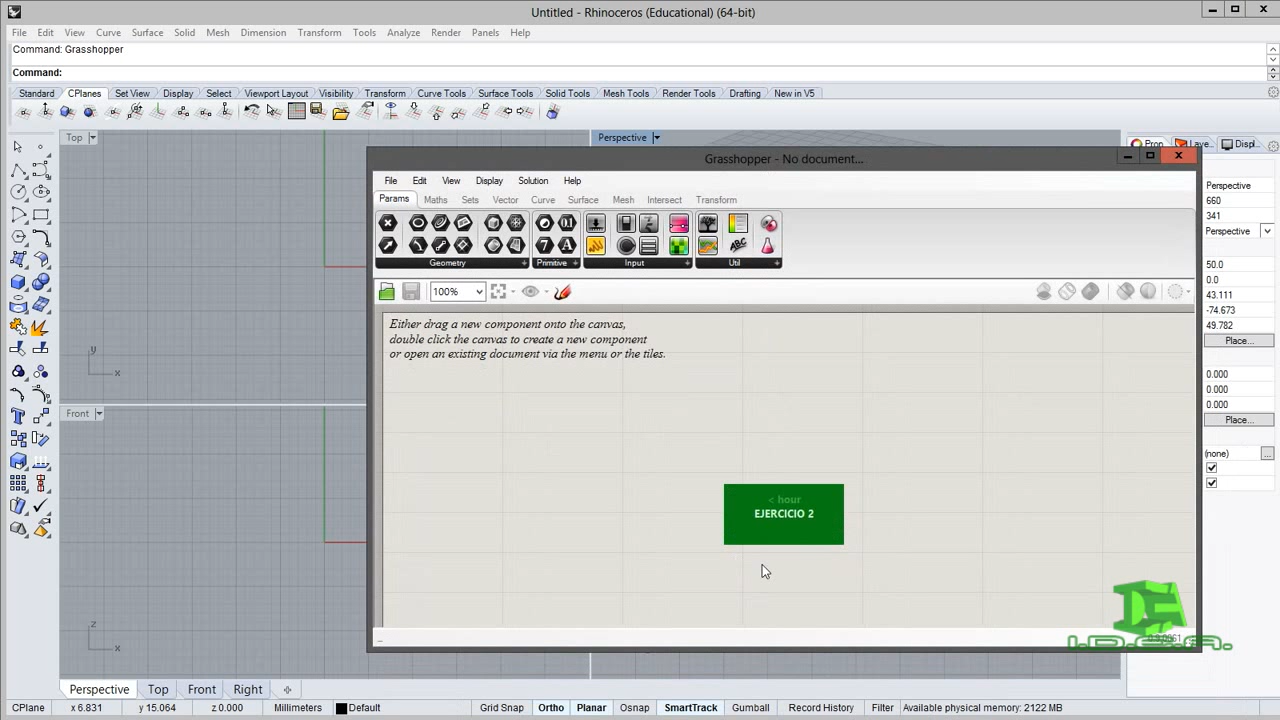 Untitled - Rhinoceros (Educational) (64-bit)
File Edit View Curve Surface Solid Mesh Dimension Transform Tools Analyze Render Panels Help
Command: Grasshopper
Command:
Standard CPlanes Set View Display Select Viewport Layout Visibility Transform Curve Tools Surface Tools Solid Tools Mesh Tools Render Tools Drafting New in V5
Top
Perspective
Prop Laye Displ
Grasshopper - No document...
File Edit View Display Solution Help
Params Maths Sets Vector Curve Surface Mesh Intersect Transform
Geometry Primitive Input Util
100%
Either drag a new component onto the canvas,
double click the canvas to create a new component
or open an existing document via the menu or the tiles.
< hour
EJERCICIO 2
Perspective
660
341
Perspective
50.0
0.0
43.111
-74.673
49.782
Place...
0.000
0.000
0.000
Place...
(none) ...
y
x
Front
z
x
I.D.E.A.
Perspective Top Front Right
CPlane x 6.831 y 15.064 z 0.000 Millimeters Default Grid Snap Ortho Planar Osnap SmartTrack Gumball Record History Filter Available physical memory: 2122 MB